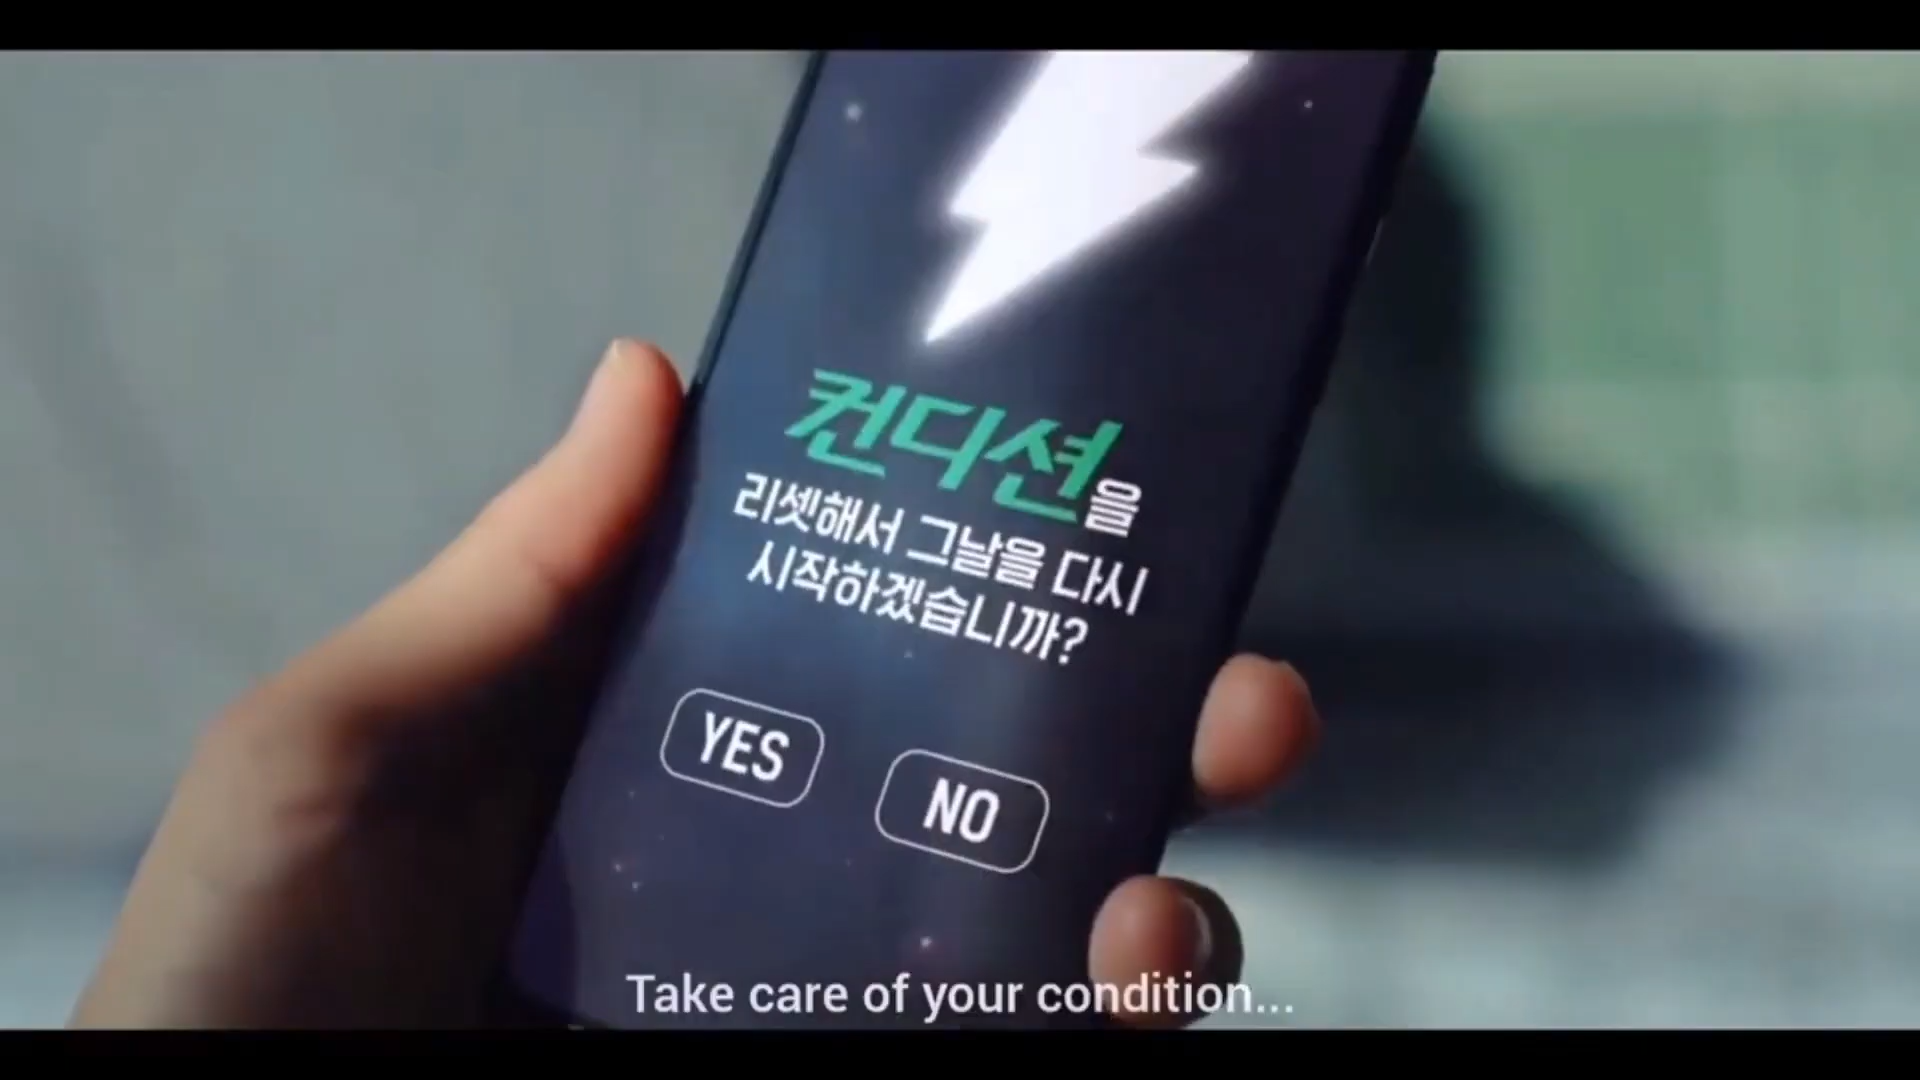 컨디션을
리셋해서 그날을 다시
시작하겠습니까?
YES
NO
Take care of your condition...